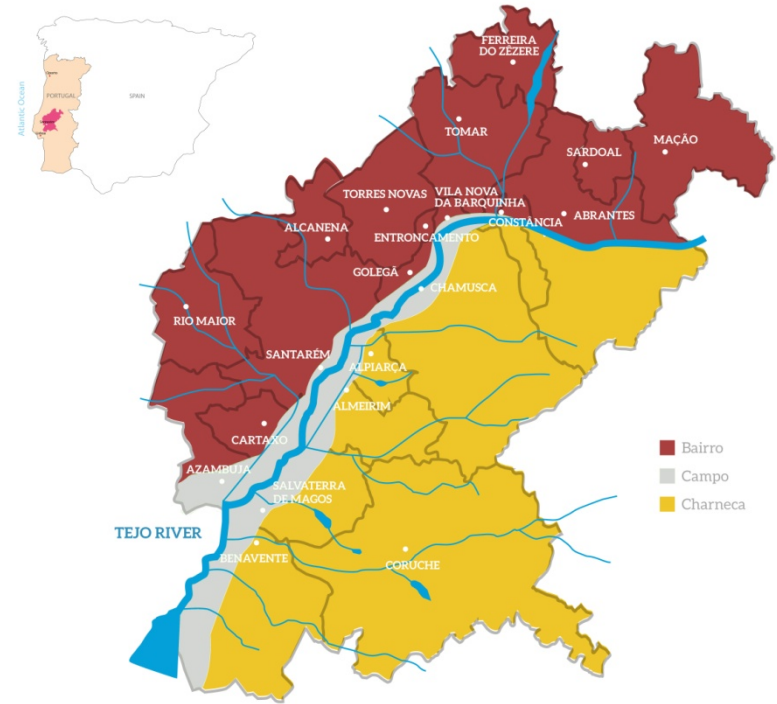 Atlantic Ocean
PORTUGAL
SPAIN
FERREIRA
DO ZÊZERE
TOMAR
SARDOAL
MAÇÃO
TORRES NOVAS
VILA NOVA
DA BARQUINHA
ABRANTES
CONSTÂNCIA
ALCANENA
ENTRONCAMENTO
GOLEGÃ
CHAMUSCA
RIO MAIOR
SANTARÉM
ALPIARÇA
ALMEIRIM
CARTAXO
AZAMBUJA
SALVATERRA
DE MAGOS
TEJO RIVER
BENAVENTE
CORUCHE
Bairro
Campo
Charneca